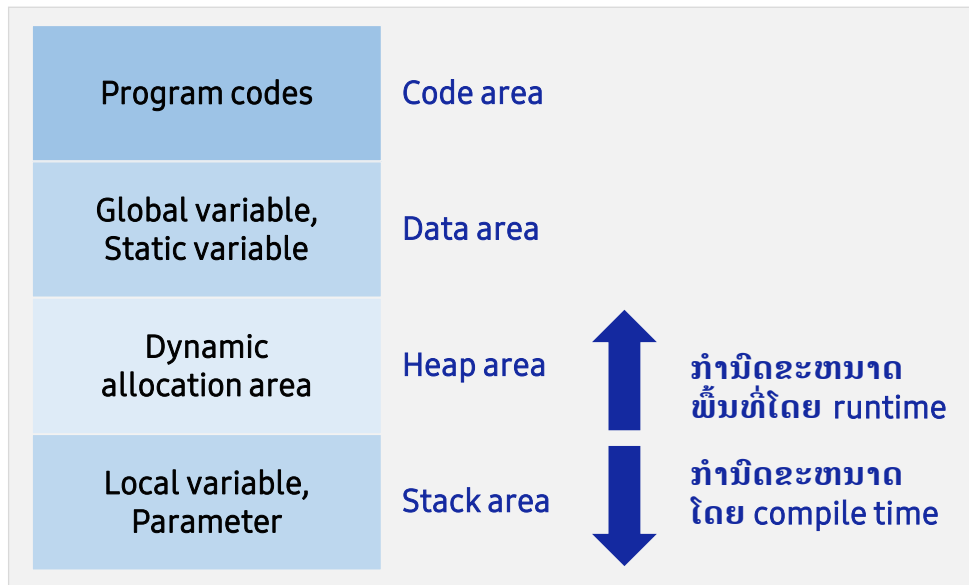 Program codes
Code area
Global variable,
Static variable
Data area
Dynamic
allocation area
Heap area
ກຳນົດຂະຫນາດ
ພື້ນທີ່ໂດຍ runtime
Local variable,
Parameter
Stack area
ກຳນົດຂະຫນາດ
ໂດຍ compile time